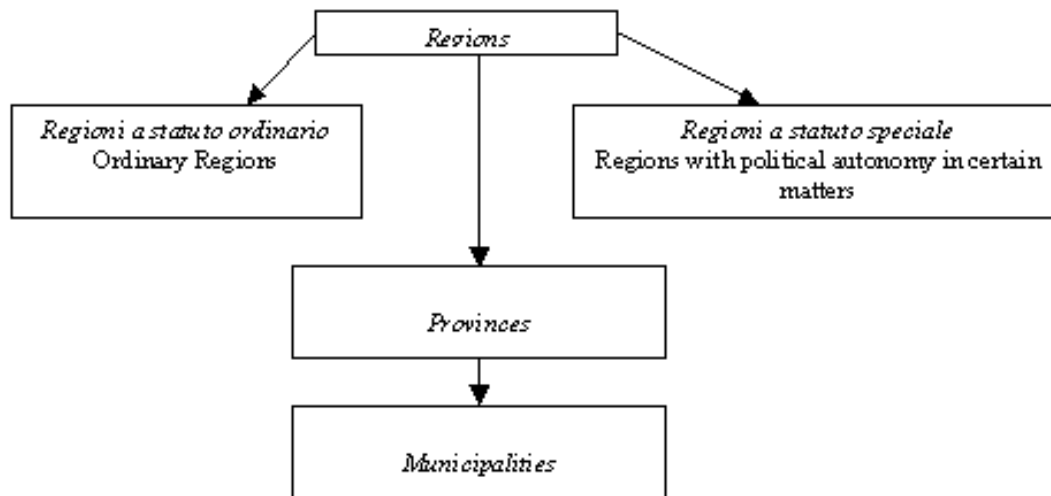 Regions
Regioni a statuto ordinario
Ordinary Regions
Regioni a statuto speciale
Regions with political autonomy in certain
matters
Provinces
Municipalities